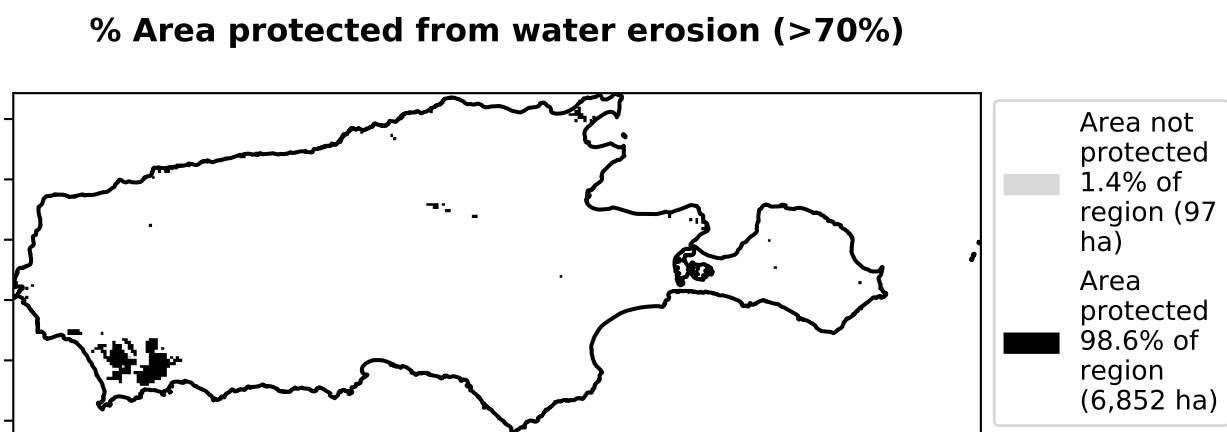 % Area protected from water erosion (>70%)
Area not
protected
1.4% of
region (97
ha)
Area
protected
98.6% of
region
(6,852 ha)